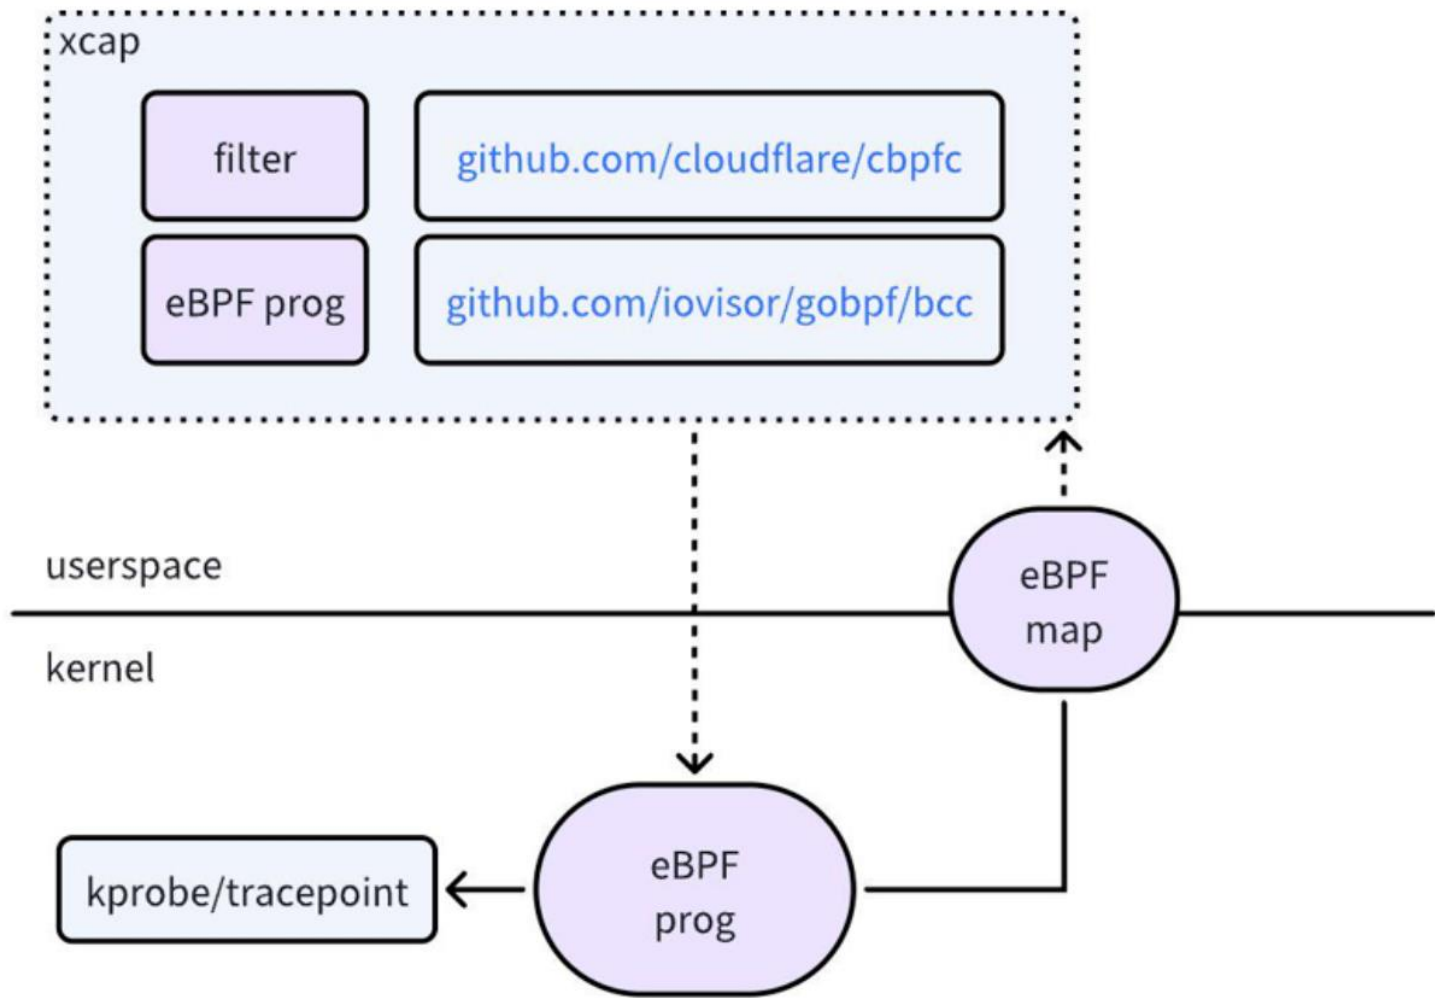 xcap
filter
github.com/cloudflare/cbpfc
eBPF prog
github.com/iovisor/gobpf/bcc
userspace
eBPF
map
kernel
eBPF
prog
kprobe/tracepoint